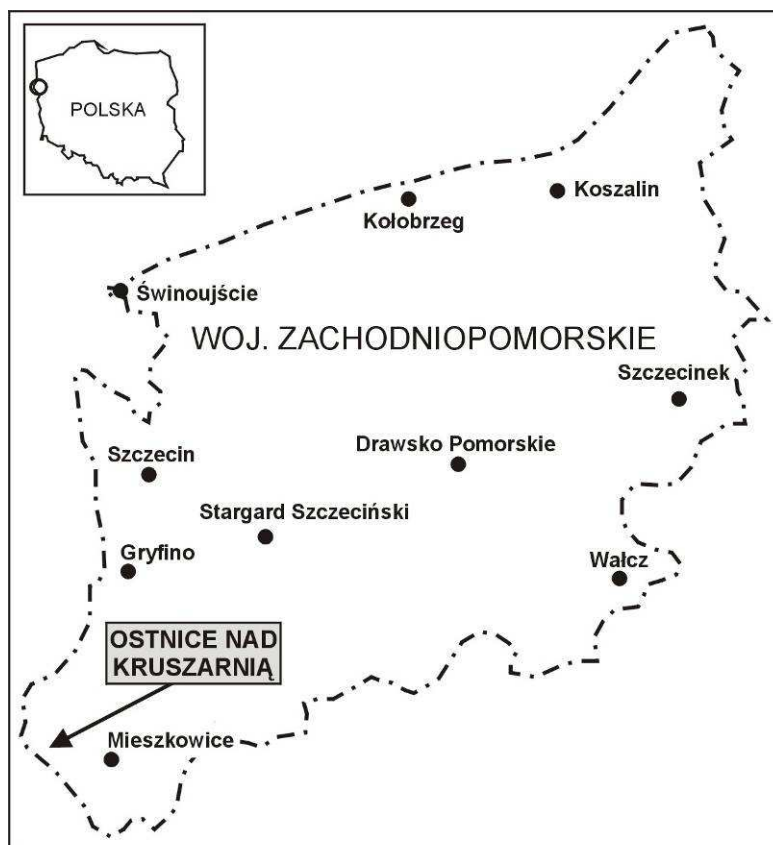 POLSKA
Koszalin
Kołobrzeg
Świnoujście
WOJ. ZACHODNIOPOMORSKIE
Szczecinek
Drawsko Pomorskie
Szczecin
Stargard Szczeciński
Gryfino
Wałcz
OSTNICE NAD
KRUSZARNIĄ
Mieszkowice